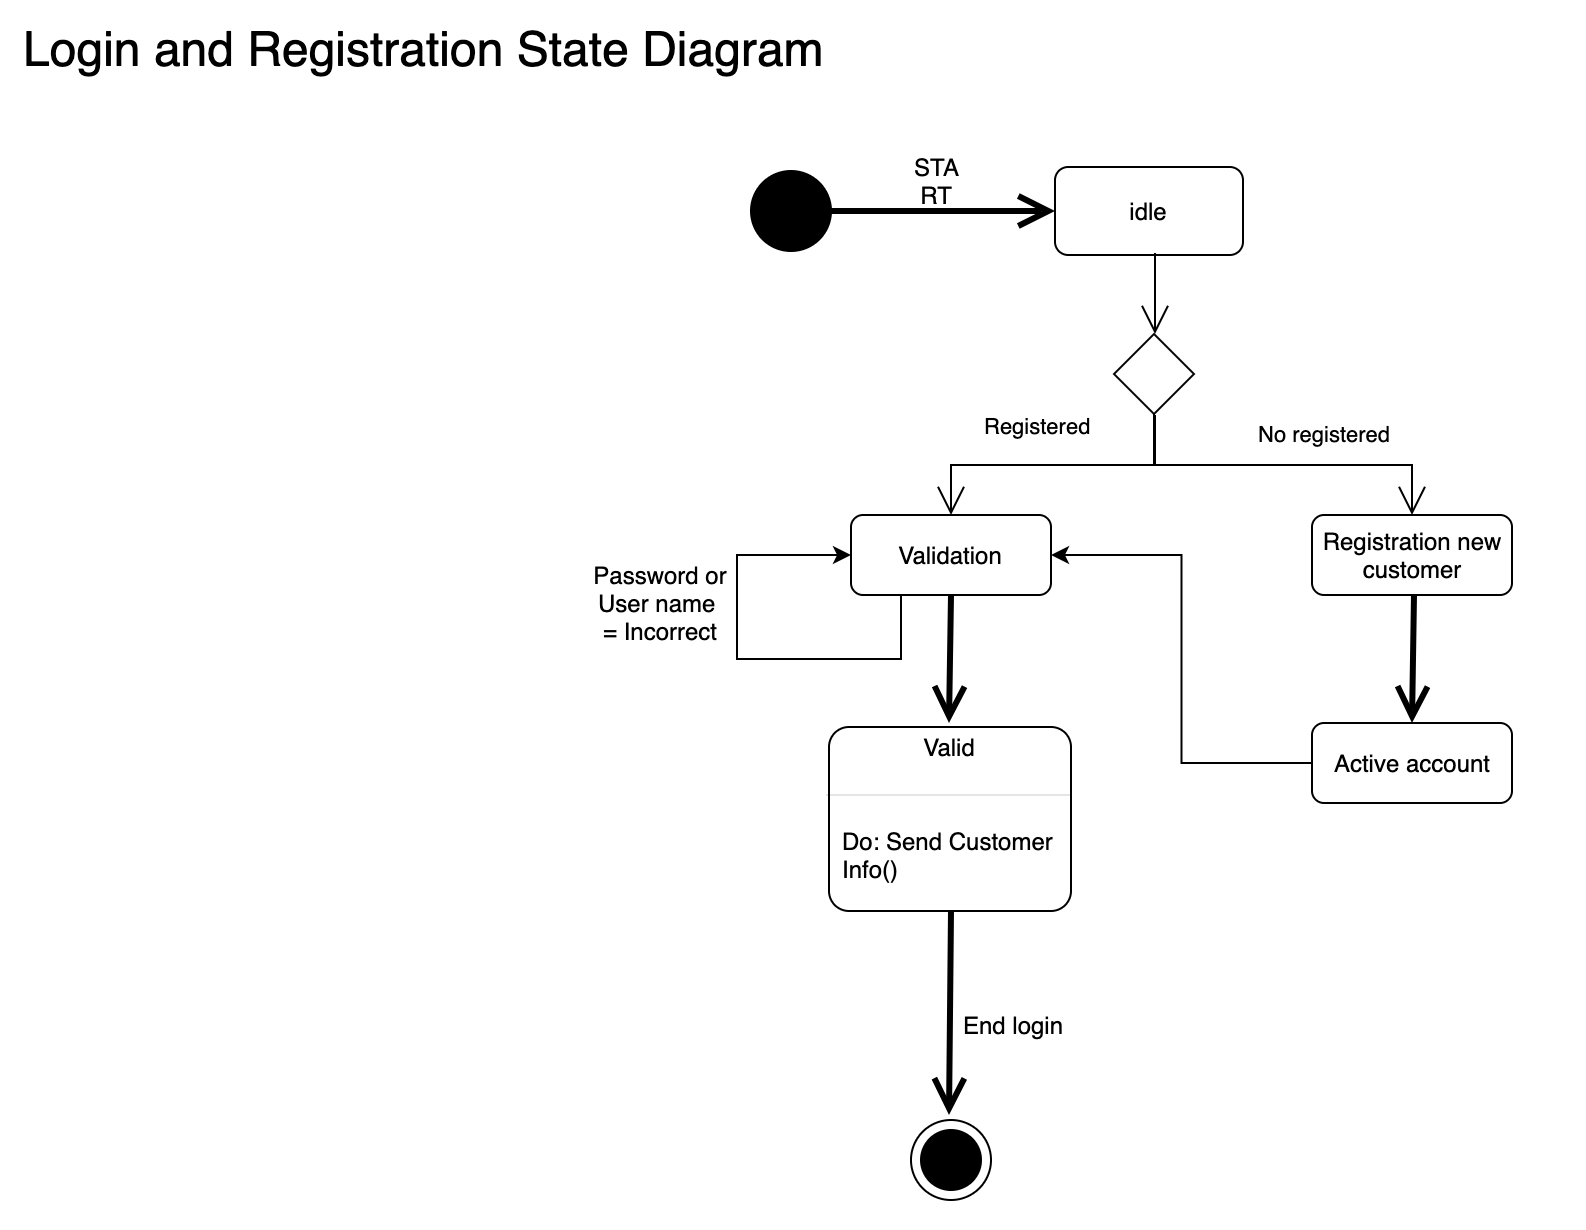 Login and Registration State Diagram
STA
RT
idle
Registered
No registered
Validation
Registration new
customer
Password or
User name
= Incorrect
Valid
Active account
Do: Send Customer
Info()
End login